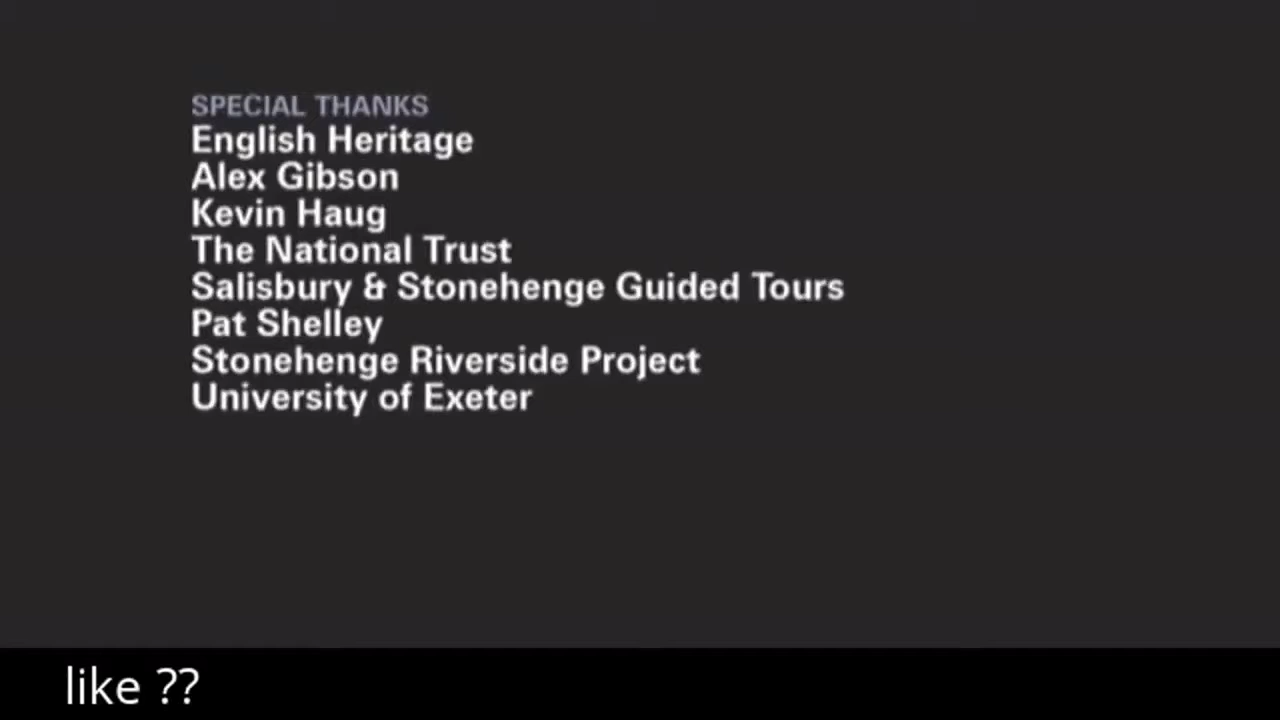 SPECIAL THANKS
English Heritage
Alex Gibson
Kevin Haug
The National Trust
Salisbury & Stonehenge Guided Tours
Pat Shelley
Stonehenge Riverside Project
University of Exeter
like ??